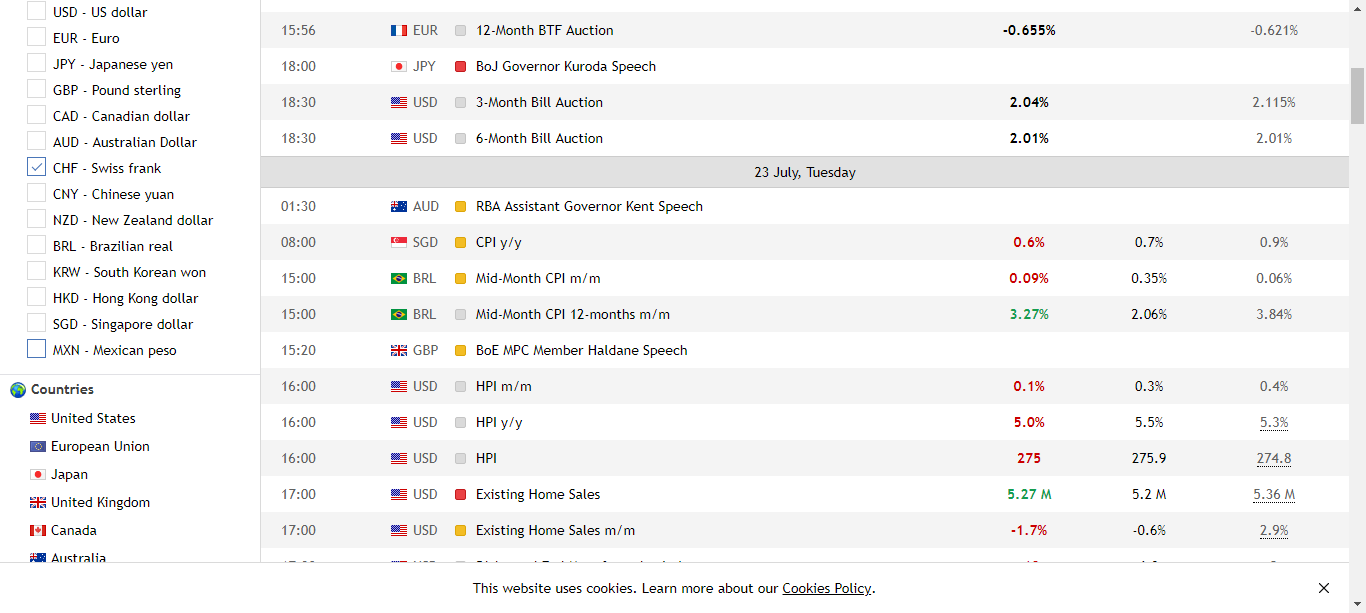 USD - US dollar
EUR - Euro
JPY - Japanese yen
GBP - Pound sterling
CAD - Canadian dollar
AUD - Australian Dollar
CHF - Swiss frank
CNY - Chinese yuan
NZD - New Zealand dollar
BRL - Brazilian real
KRW - South Korean won
HKD - Hong Kong dollar
SGD - Singapore dollar
MXN - Mexican peso
Countries
United States
European Union
Japan
United Kingdom
Canada
Australia
15:56 EUR 12-Month BTF Auction -0.655% -0.621%
18:00 JPY BoJ Governor Kuroda Speech
18:30 USD 3-Month Bill Auction 2.04% 2.115%
18:30 USD 6-Month Bill Auction 2.01% 2.01%
23 July, Tuesday
01:30 AUD RBA Assistant Governor Kent Speech
08:00 SGD CPI y/y 0.6% 0.7% 0.9%
15:00 BRL Mid-Month CPI m/m 0.09% 0.35% 0.06%
15:00 BRL Mid-Month CPI 12-months m/m 3.27% 2.06% 3.84%
15:20 GBP BoE MPC Member Haldane Speech
16:00 USD HPI m/m 0.1% 0.3% 0.4%
16:00 USD HPI y/y 5.0% 5.5% 5.3%
16:00 USD HPI 275 275.9 274.8
17:00 USD Existing Home Sales 5.27 M 5.2 M 5.36 M
17:00 USD Existing Home Sales m/m -1.7% -0.6% 2.9%
This website uses cookies. Learn more about our Cookies Policy.